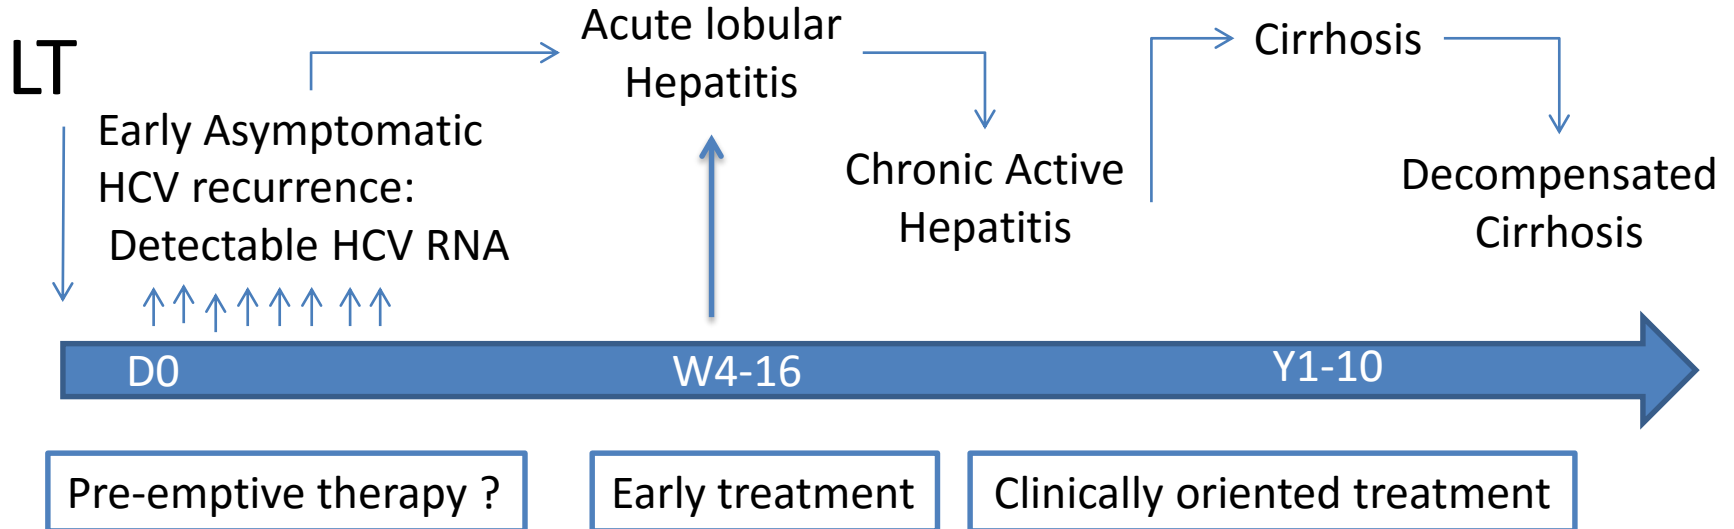 LT
Early Asymptomatic
HCV recurrence:
Detectable HCV RNA
Acute lobular
Hepatitis
Chronic Active
Hepatitis
Cirrhosis
Decompensated
Cirrhosis
D0
W4-16
Y1-10
Pre-emptive therapy ?
Early treatment
Clinically oriented treatment